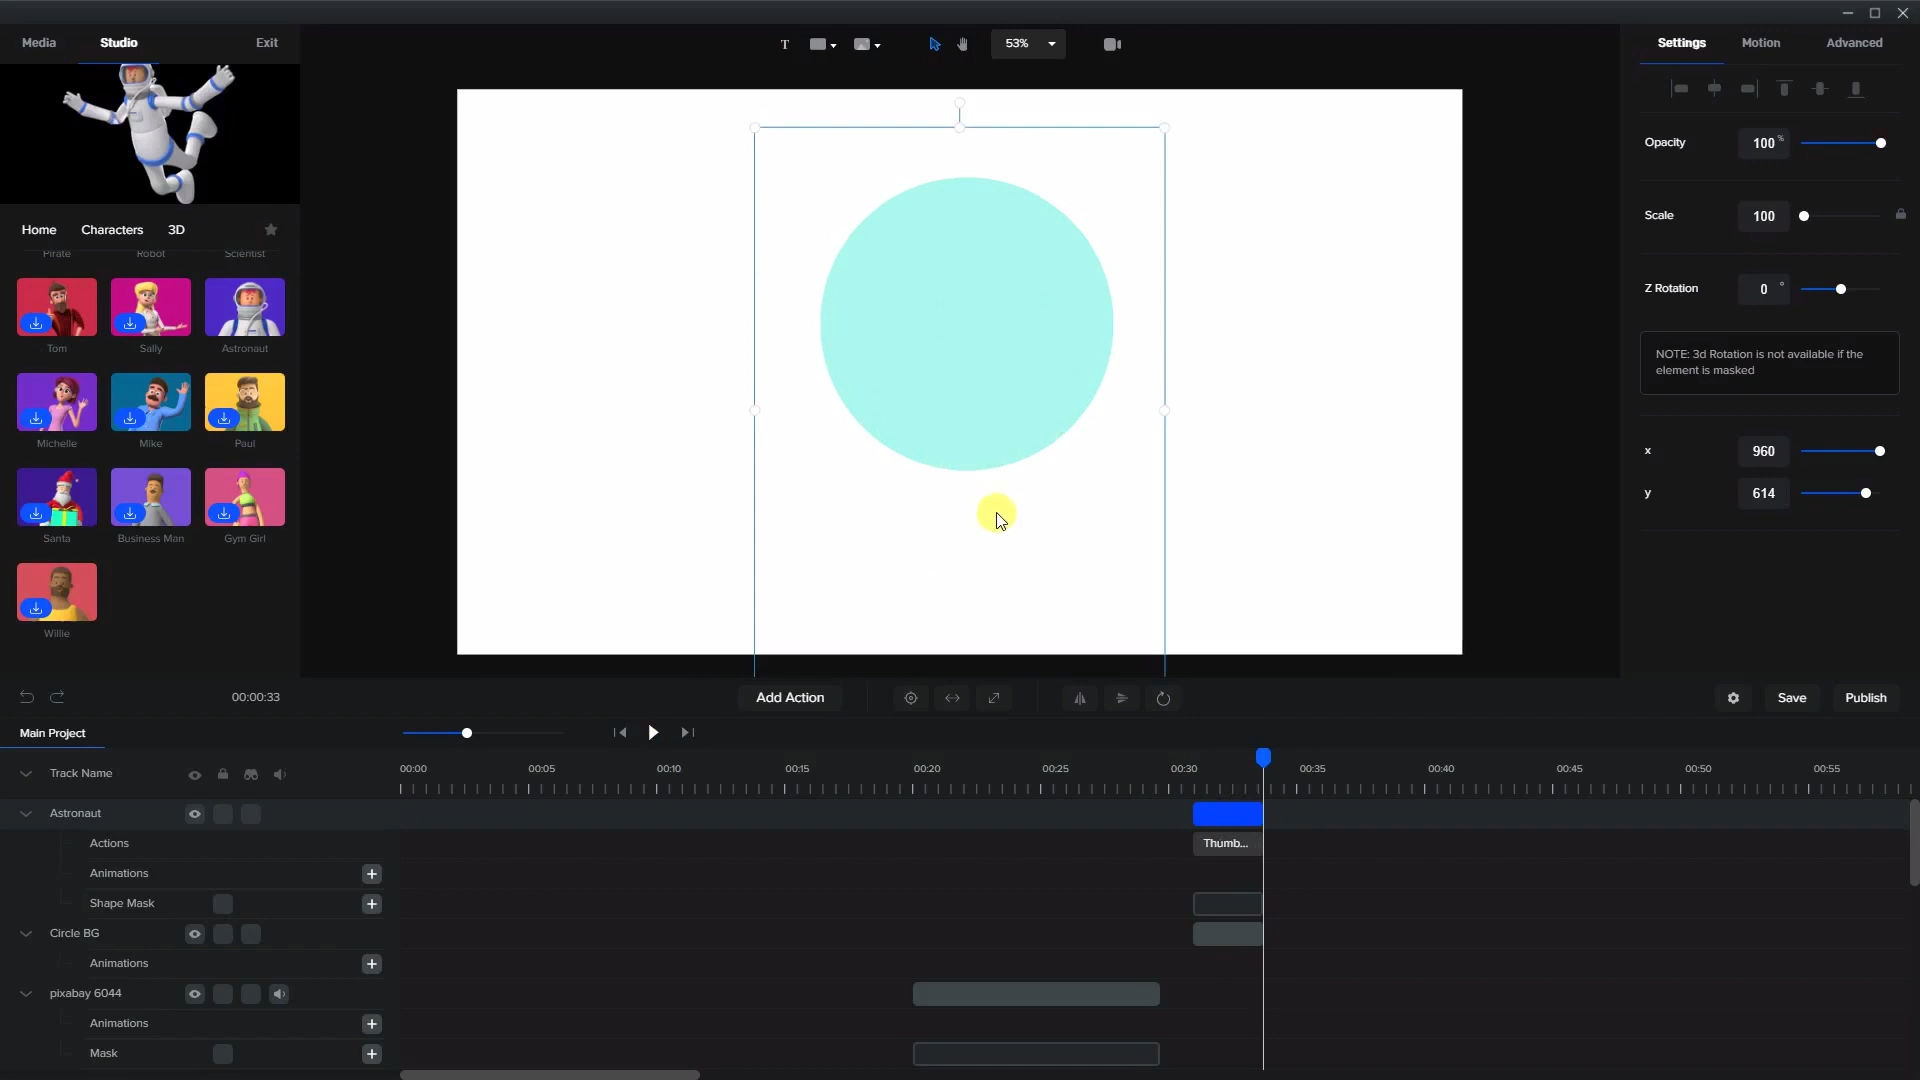 Media Studio Exit
T 53%
Settings Motion Advanced
Opacity 100 %
Home Characters 3D
Scale 100
Pirate Robot Scientist
Z Rotation 0 °
Tom Sally Astronaut
NOTE: 3d Rotation is not available if the
element is masked
Michelle Mike Paul
x 960
y 614
Santa Business Man Gym Girl
Willie
00:00:33 Add Action Save Publish
Main Project
Track Name 00:00 00:05 00:10 00:15 00:20 00:25 00:30 00:35 00:40 00:45 00:50 00:55
Astronaut
Actions Thumb...
Animations
Shape Mask
Circle BG
Animations
pixabay 6044
Animations
Mask